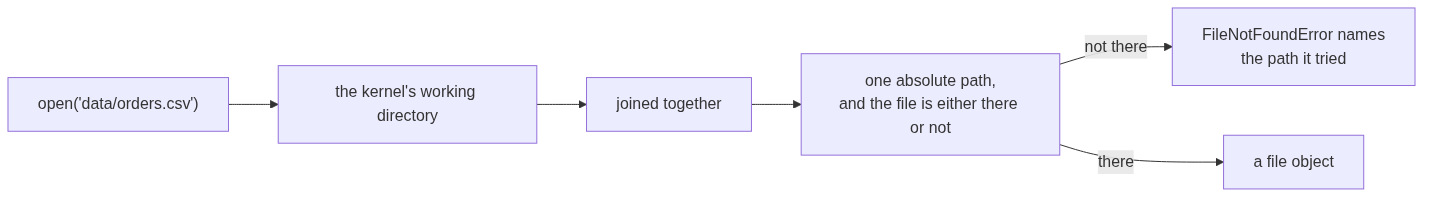 open('data/orders.csv')
the kernel's working
directory
joined together
one absolute path,
and the file is either there
or not
not there
FileNotFoundError names
the path it tried
there
a file object